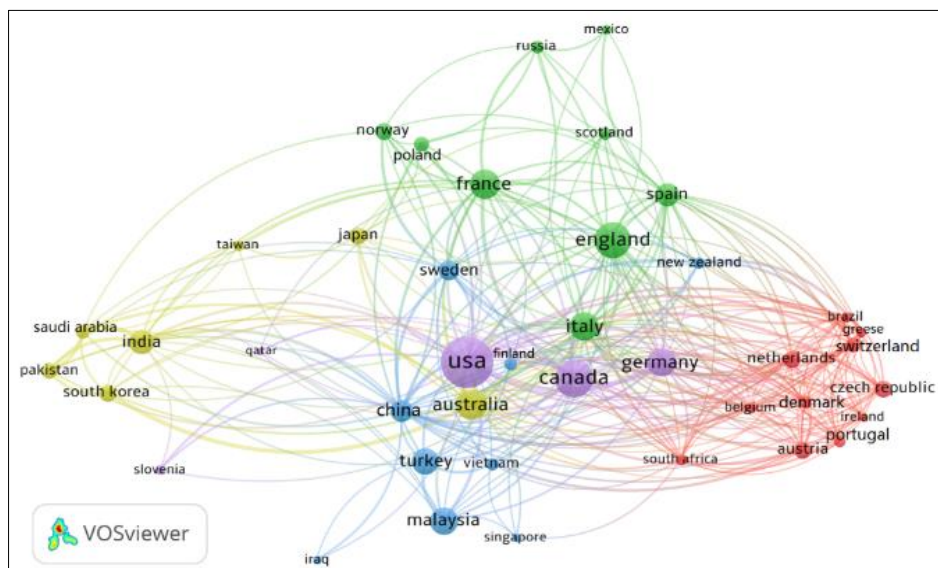 mexico
russia
norway
scotland
poland
france
spain
england
japan
taiwan
new zealand
sweden
brazil
saudi arabia
italy
greese
india
switzerland
qatar
finland
netherlands
usa
germany
pakistan
canada
south korea
czech republic
australia
denmark
china
belgium
ireland
portugal
austria
turkey
vietnam
south africa
slovenia
malaysia
VOSviewer
singapore
iraq